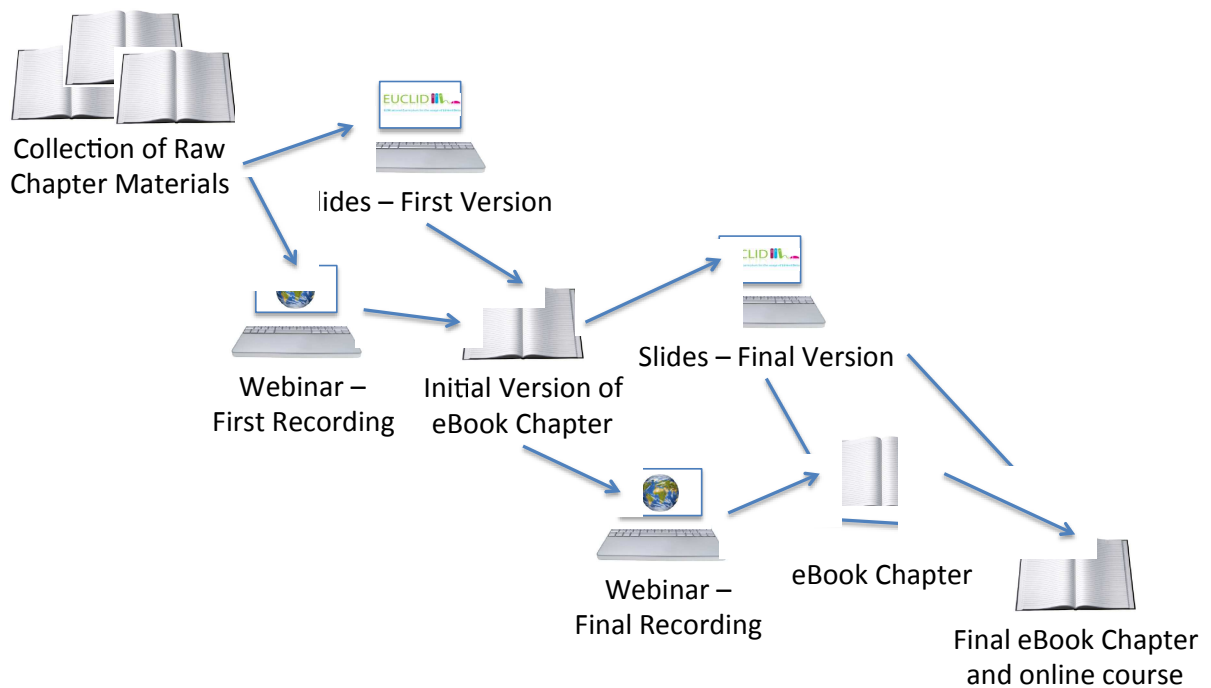 EUCLID
Collection of Raw
Chapter Materials
lides – First Version
CLID
Slides – Final Version
Webinar –
First Recording
Initial Version of
eBook Chapter
eBook Chapter
Webinar –
Final Recording
Final eBook Chapter
and online course